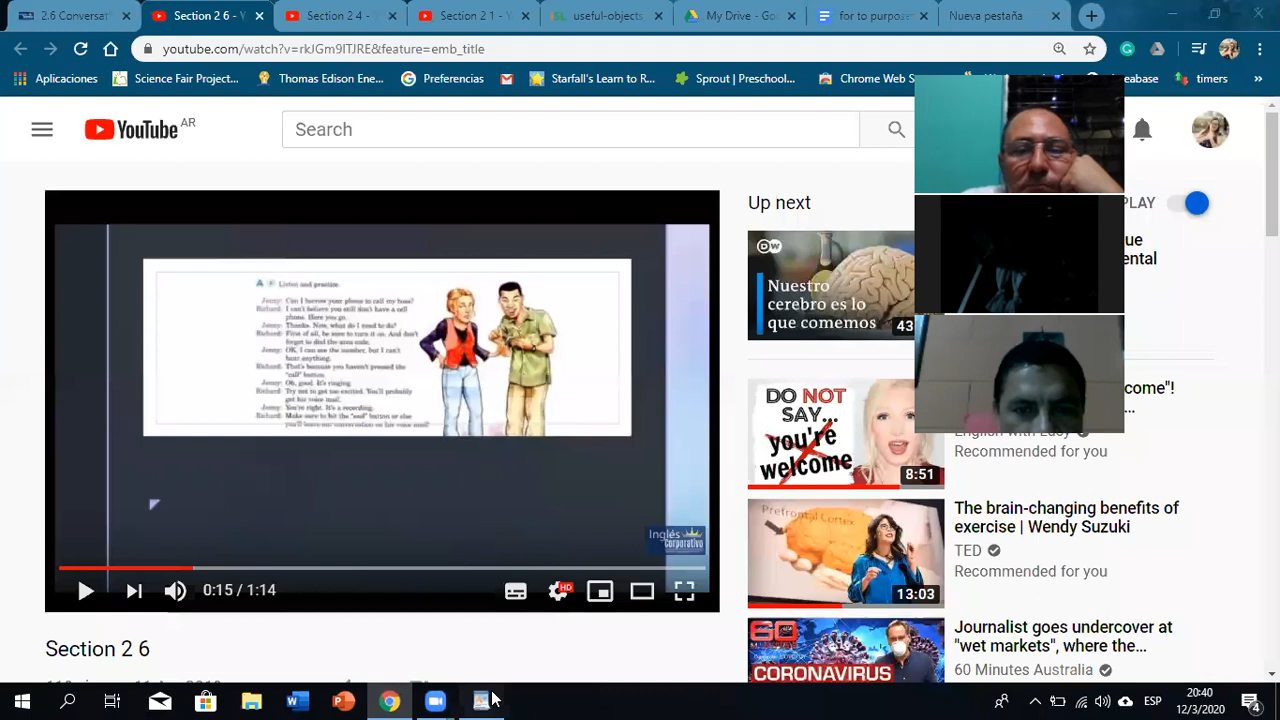 2.6 Conversat
Section 2 6 - Y
Section 2 4 -
Section 2 1 - Y
useful-objects
My Drive - Goo
for to purpose
Nueva pestaña
youtube.com/watch?v=rkJGm9ITJRE&feature=emb_title
Aplicaciones
Science Fair Project...
Thomas Edison Ene...
Preferencias
Starfall's Learn to R...
Sprout | Preschool...
Chrome Web S
abase
timers
YouTube AR
Search
Up next
PLAY
A Listen and practice.
Jenny: Can I borrow your phone to call my boss?
Richard: I can't believe you still don't have a cell
phone. Here you go.
Jenny: Thanks. Now, what do I need to do?
Richard: First of all, be sure to turn it on. And don't
forget to dial the area code.
Jenny: OK, I can see the number, but I can't
hear anything.
Richard: That's because you haven't pressed the
"call" button.
Jenny: Oh, good. It's ringing.
Richard: Try not to get too excited. You'll probably
get his voice mail.
Jenny: You're right. It's a recording.
Richard: Make sure to hit the "end" button or else
you'll leave our conversation on his voice mail!
Inglés
Corporativo
0:15 / 1:14
HD
Section 2 6
DW
Nuestro
cerebro es lo
que comemos
43
ue
ental
DO NOT
SAY...
you're
welcome
8:51
come"!
...
English with Lucy
Recommended for you
Prefrontal Cortex
13:03
The brain-changing benefits of
exercise | Wendy Suzuki
TED
Recommended for you
60
MINUTES
CORONAVIRUS
Journalist goes undercover at
"wet markets", where the...
60 Minutes Australia
ESP
20:40
12/3/2020
4